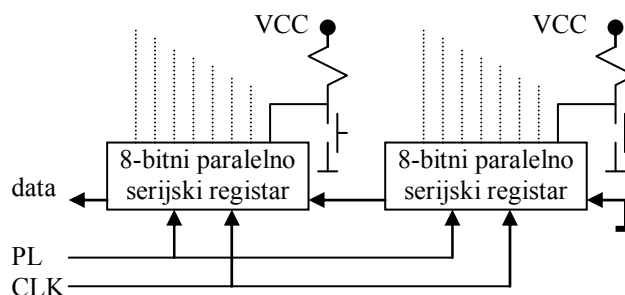 VCC
VCC
8-bitni paralelno
serijski registar
8-bitni paralelno
serijski registar
data
PL
CLK